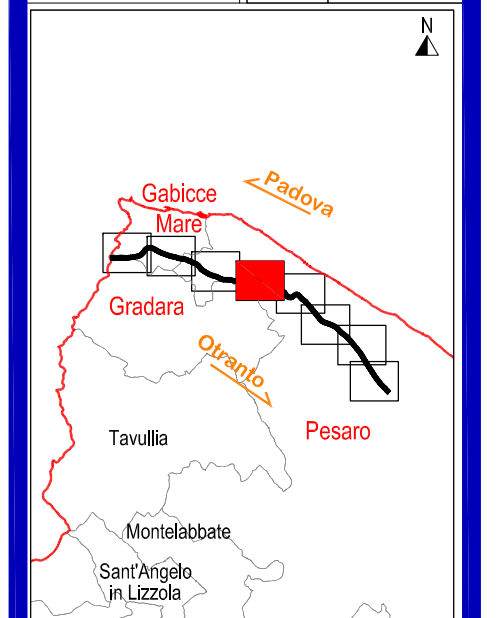 N
Padova
Gabicce
Mare
Gradara
Otranto
Pesaro
Tavullia
Montelabbate
Sant'Angelo
in Lizzola